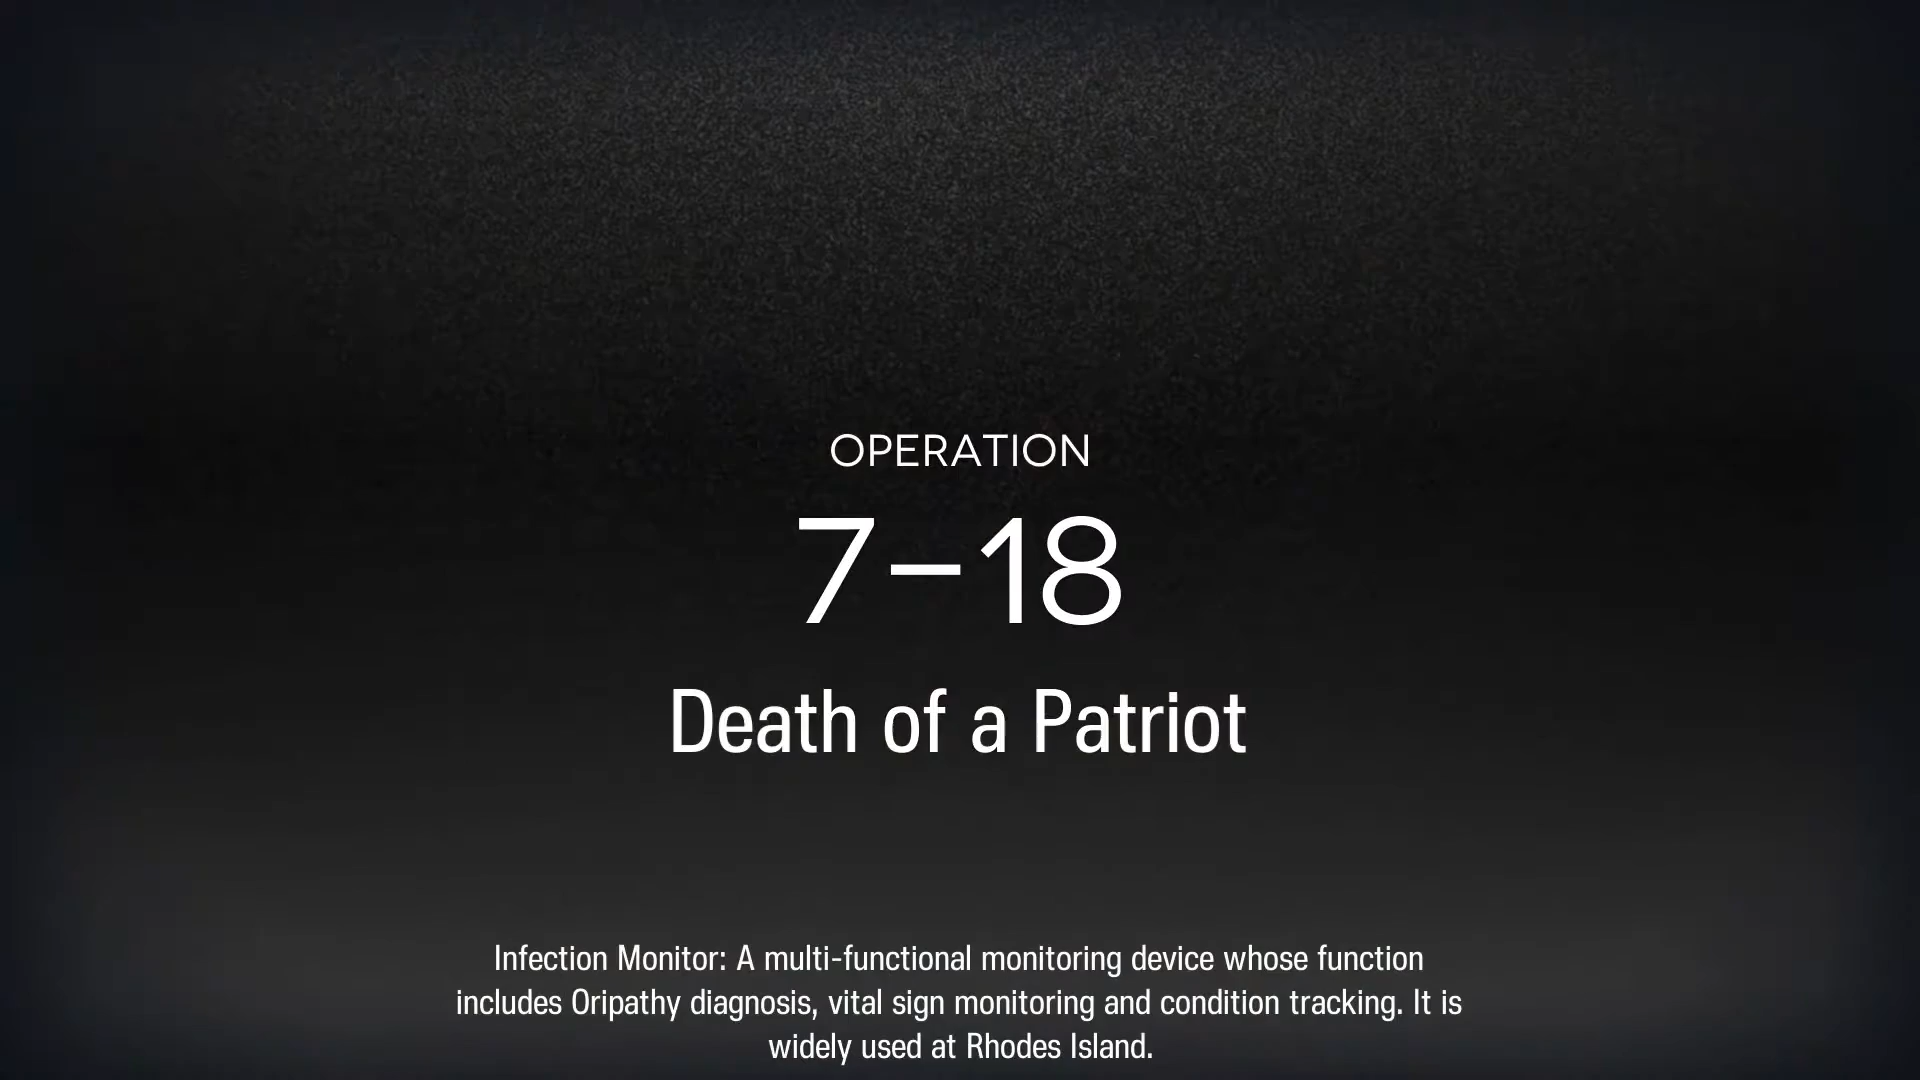 OPERATION
7-18
Death of a Patriot
Infection Monitor: A multi-functional monitoring device whose function
includes Oripathy diagnosis, vital sign monitoring and condition tracking. It is
widely used at Rhodes Island.